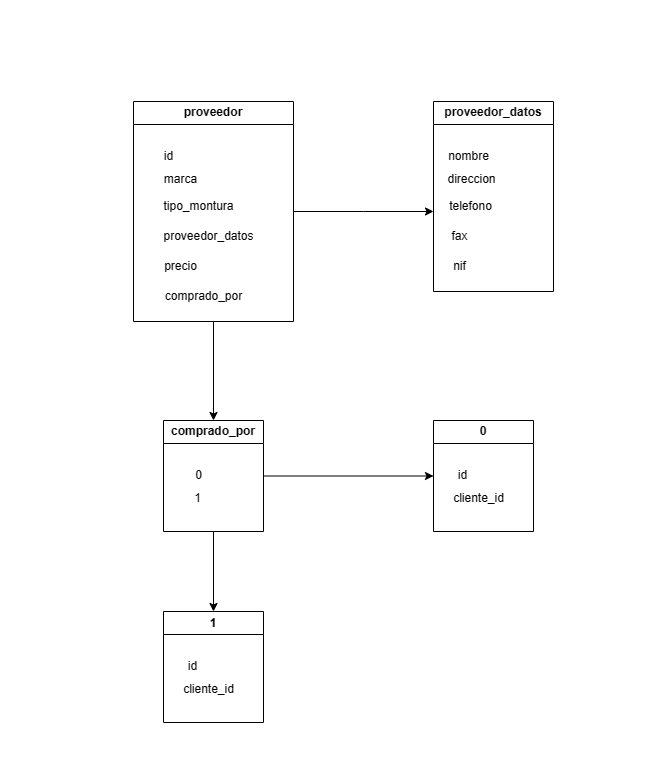 proveedor
id
marca
tipo_montura
proveedor_datos
precio
comprado_por
proveedor_datos
nombre
direccion
telefono
fax
nif
comprado_por
0
1
0
id
cliente_id
1
id
cliente_id